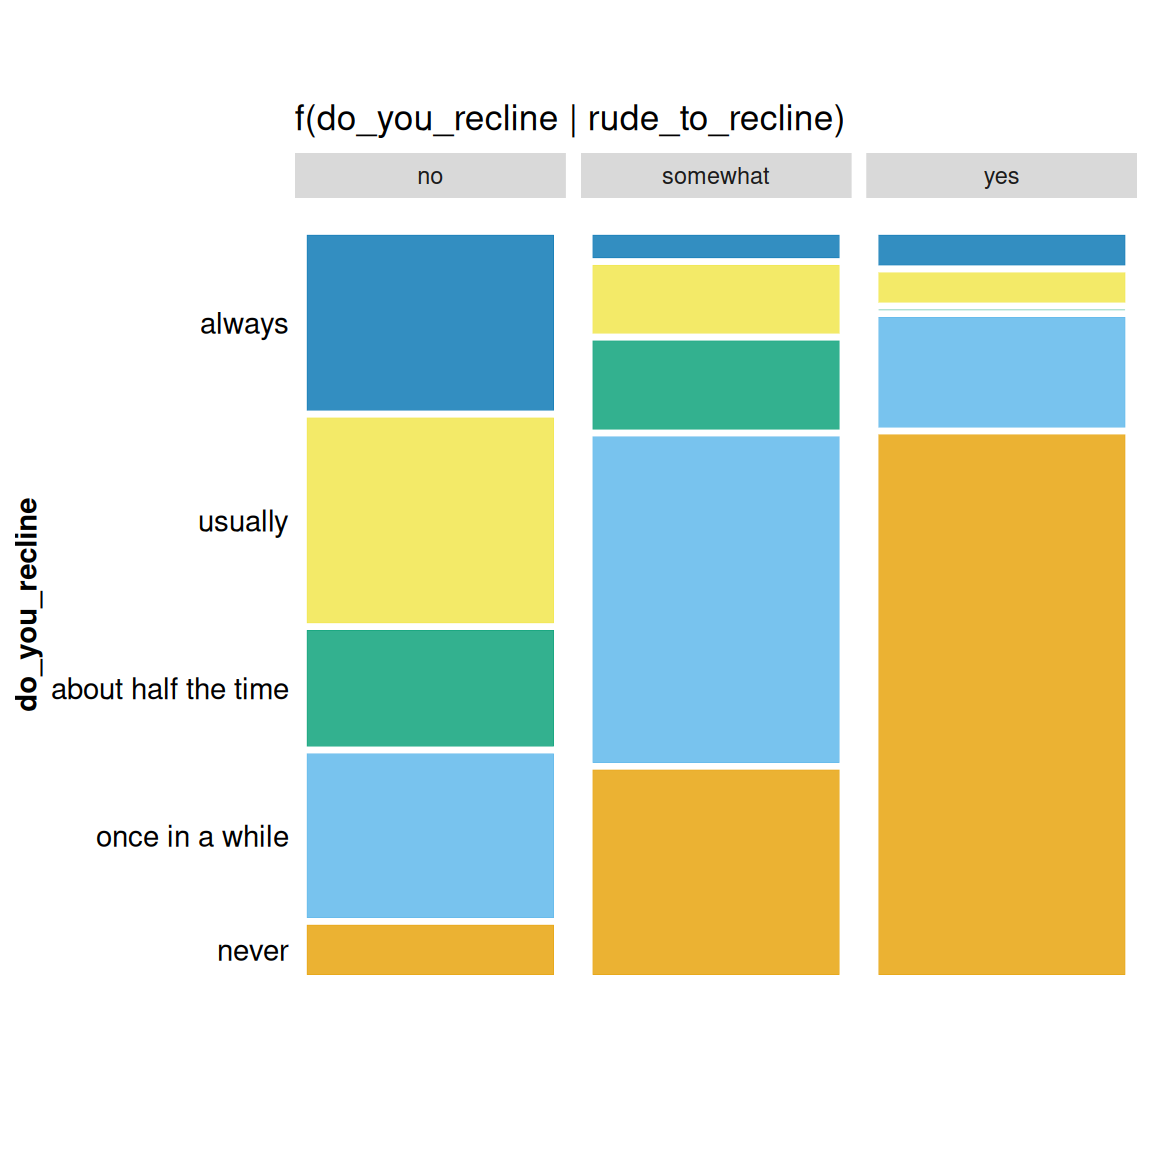 f(do_you_recline | rude_to_recline)
no
somewhat
yes
always
usually
about half the time
once in a while
never
do_you_recline